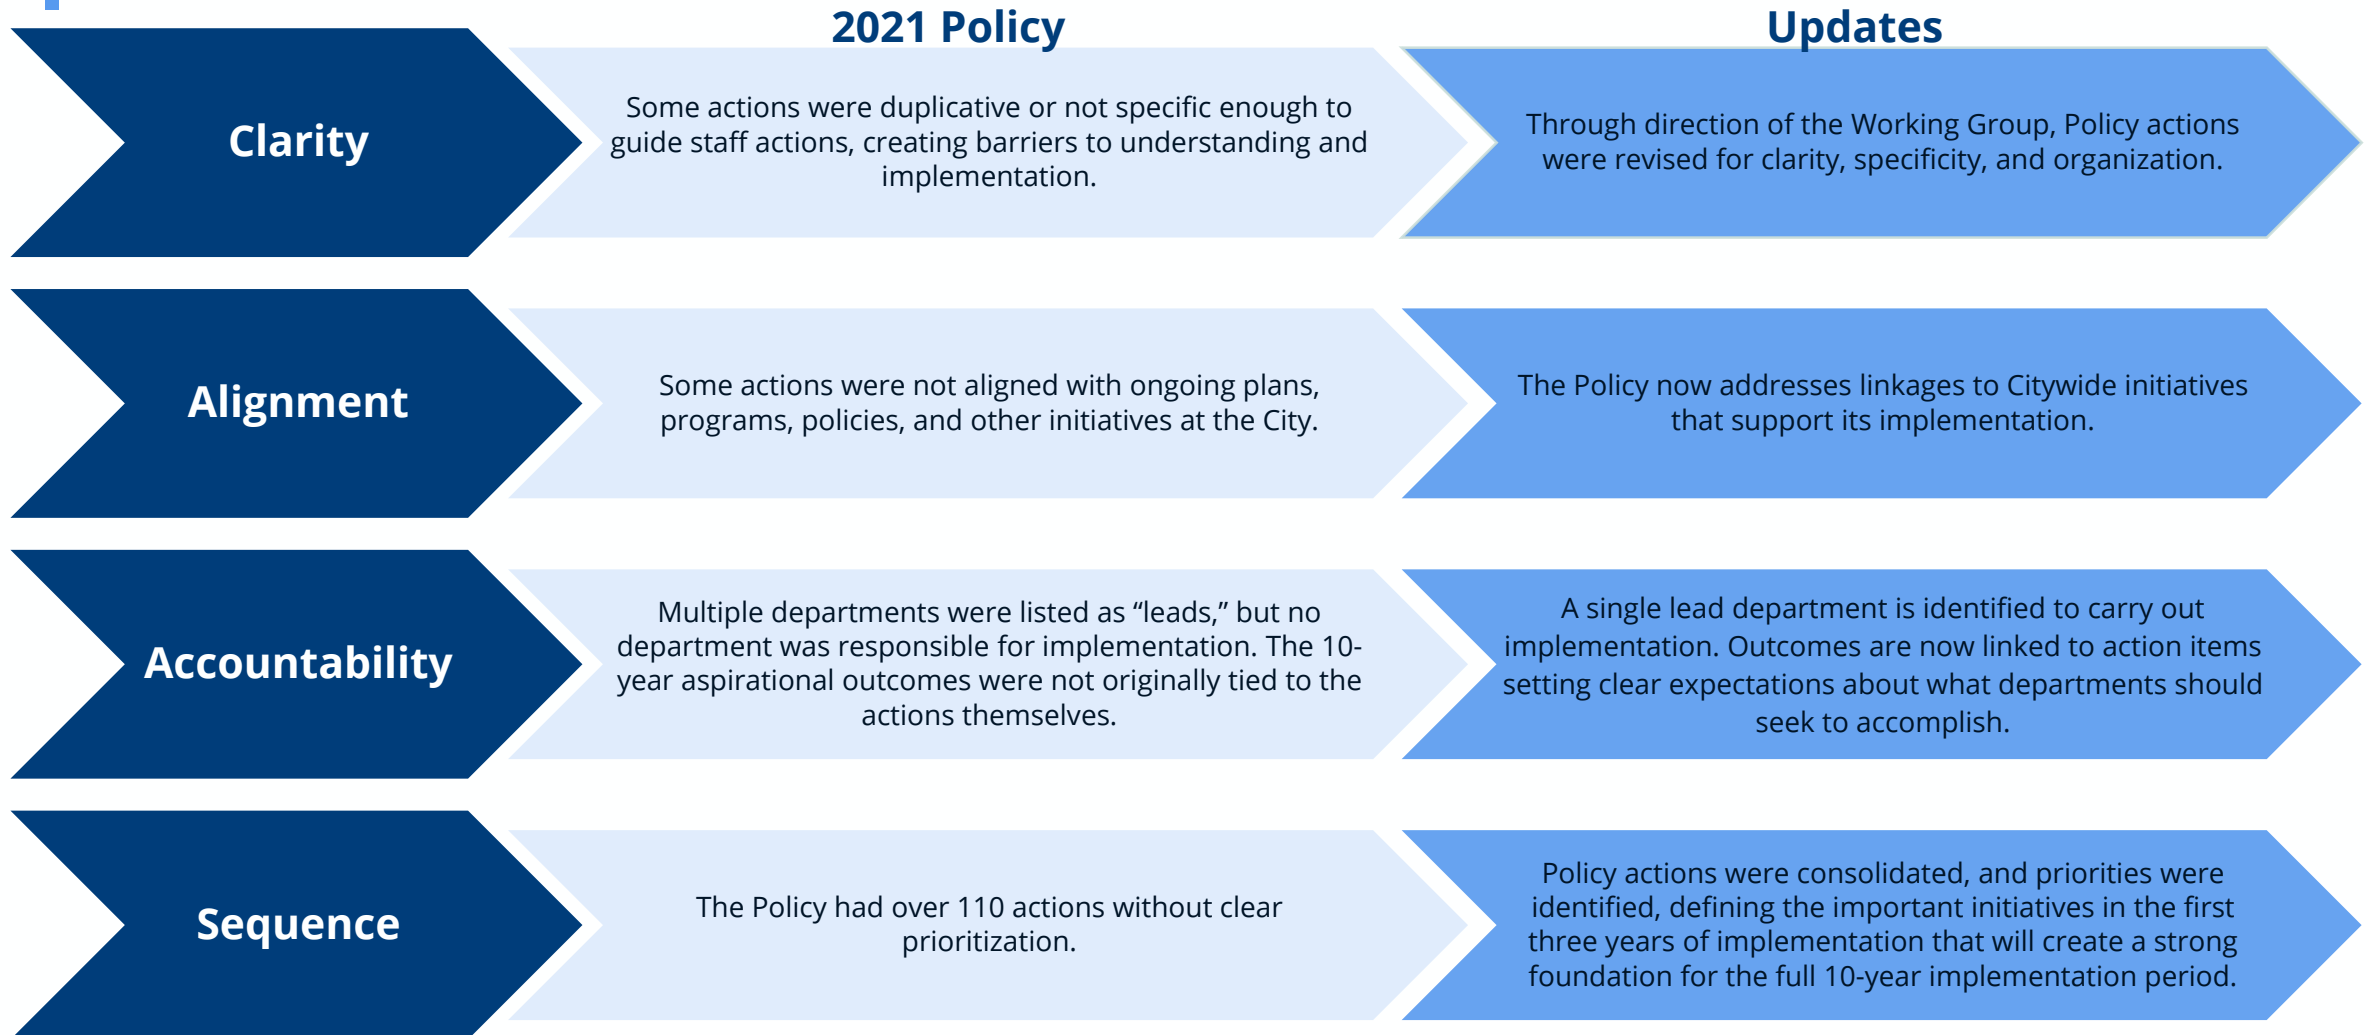 2021 Policy
Updates
Clarity
Some actions were duplicative or not specific enough to
guide staff actions, creating barriers to understanding and
implementation.
Through direction of the Working Group, Policy actions
were revised for clarity, specificity, and organization.
Alignment
Some actions were not aligned with ongoing plans,
programs, policies, and other initiatives at the City.
The Policy now addresses linkages to Citywide initiatives
that support its implementation.
Accountability
Multiple departments were listed as “leads,” but no
department was responsible for implementation. The 10-
year aspirational outcomes were not originally tied to the
actions themselves.
A single lead department is identified to carry out
implementation. Outcomes are now linked to action items
setting clear expectations about what departments should
seek to accomplish.
Sequence
The Policy had over 110 actions without clear
prioritization.
Policy actions were consolidated, and priorities were
identified, defining the important initiatives in the first
three years of implementation that will create a strong
foundation for the full 10-year implementation period.